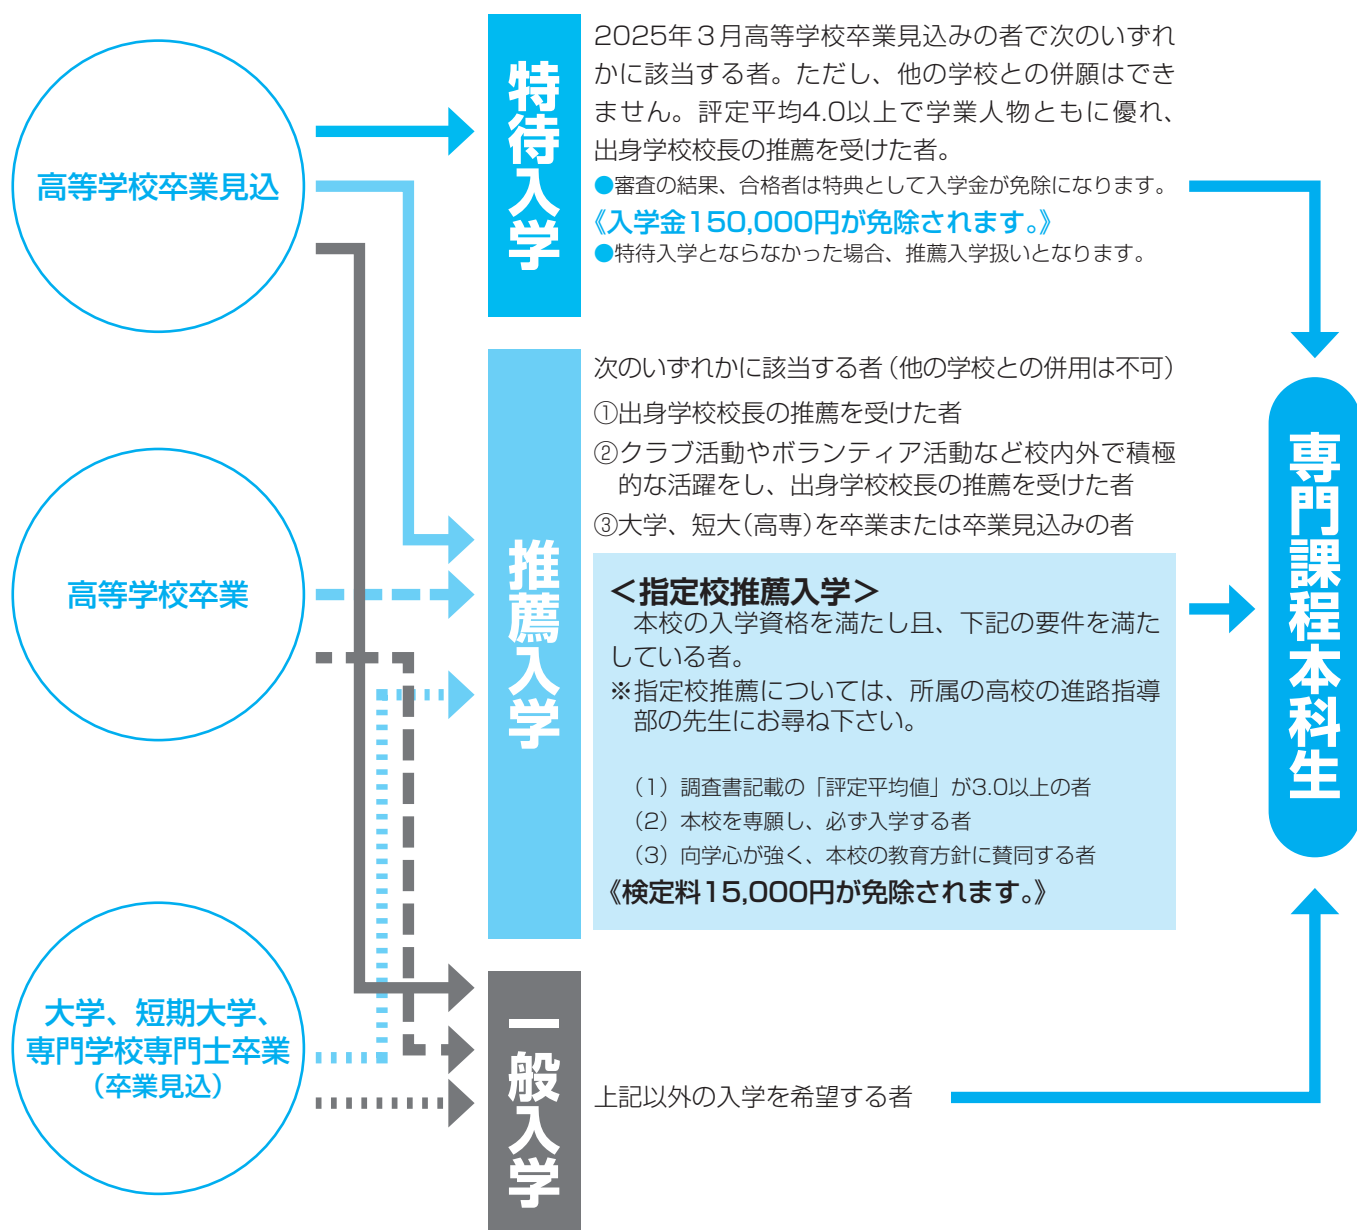 高等学校卒業見込
特待入学
2025年3月高等学校卒業見込みの者で次のいずれ
かに該当する者。ただし、他の学校との併願はでき
ません。評定平均4.0以上で学業人物ともに優れ、
出身学校校長の推薦を受けた者。
●審査の結果、合格者は特典として入学金が免除になります。
《入学金150,000円が免除されます。》
●特待入学とならなかった場合、推薦入学扱いとなります。
高等学校卒業
推薦入学
次のいずれかに該当する者(他の学校との併用は不可)
①出身学校校長の推薦を受けた者
②クラブ活動やボランティア活動など校内外で積極
的な活躍をし、出身学校校長の推薦を受けた者
③大学、短大(高専)を卒業または卒業見込みの者
＜指定校推薦入学＞
本校の入学資格を満たし且、下記の要件を満た
している者。
※指定校推薦については、所属の高校の進路指導
部の先生にお尋ね下さい。
(1)調査書記載の「評定平均値」が3.0以上の者
(2)本校を専願し、必ず入学する者
(3)向学心が強く、本校の教育方針に賛同する者
《検定料15,000円が免除されます。》
大学、短期大学、
専門学校専門士卒業
(卒業見込)
一般入学
上記以外の入学を希望する者
専門課程本科生